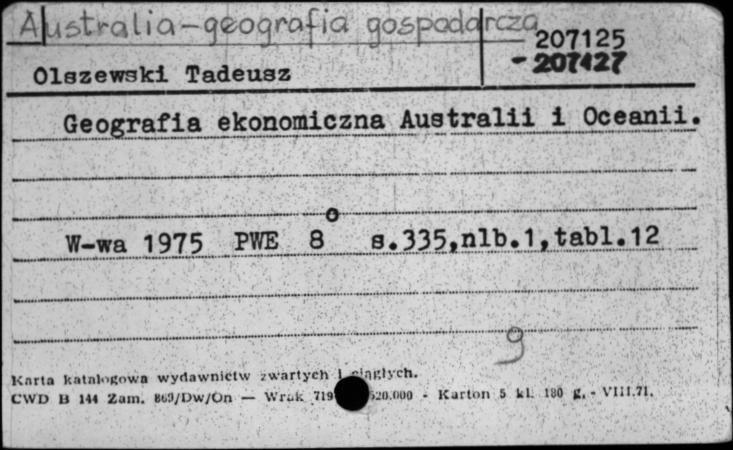 Australia-geografia gospodarcza
207125
- 207127
Olszewski Tadeusz
Geografia ekonomiczna Australii i Oceanii.
W-wa 1975 PWE 8° s.335,nlb.1,tabl.12
9
Karta katalogowa wydawnictw zwartych i ciągłych.
CWD B 144 Zam. 869/Dw/On — 719 520.000 - Karton 5 kl. 180 g. - VIII.71.